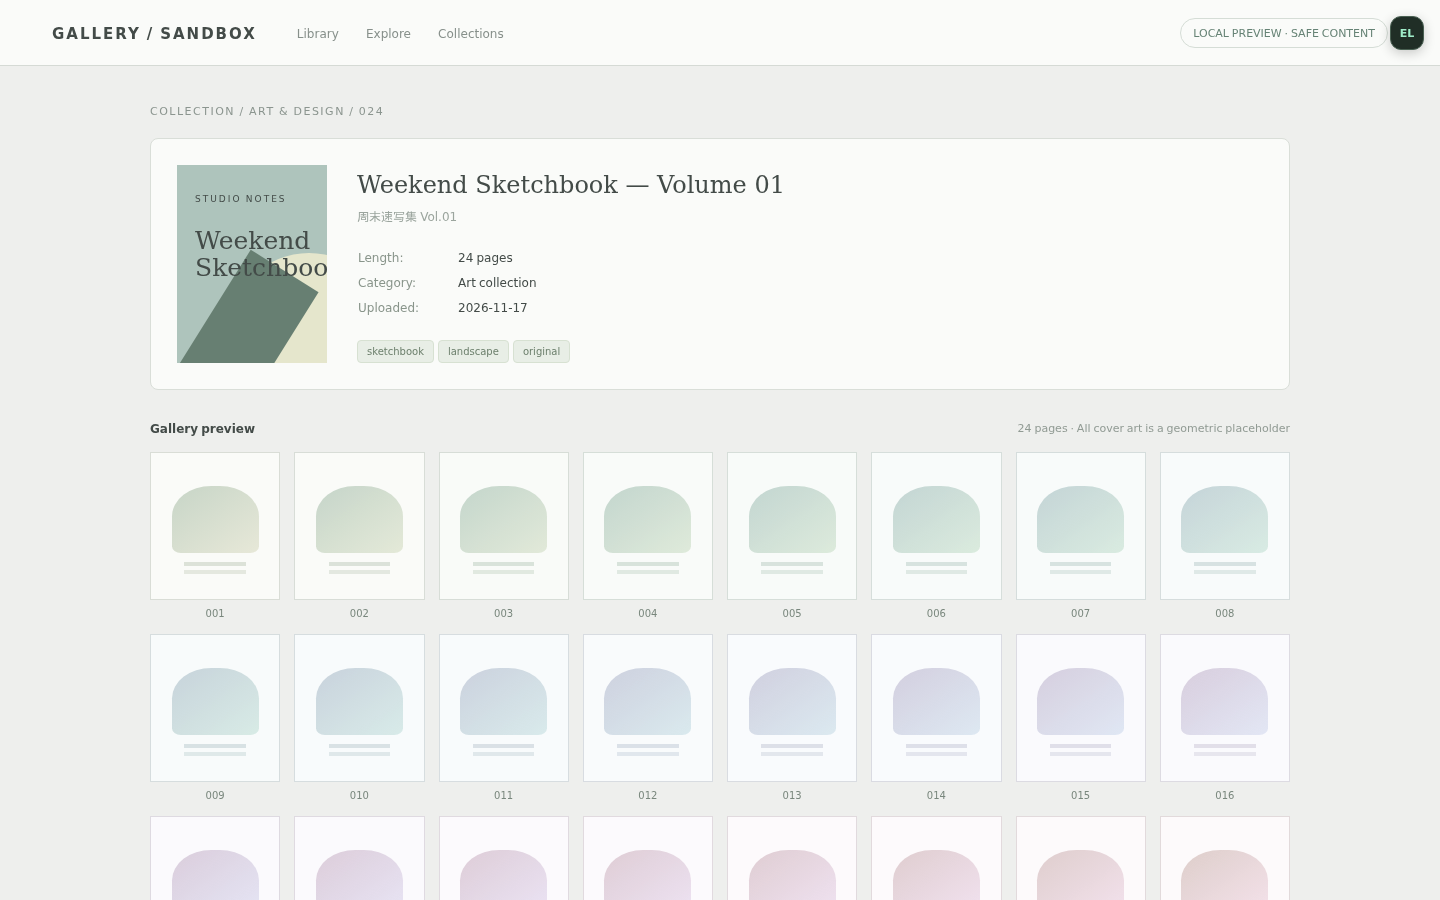 GALLERY / SANDBOX
Library
Explore
Collections
LOCAL PREVIEW · SAFE CONTENT
EL
COLLECTION / ART & DESIGN / 024
STUDIO NOTES
Weekend
Sketchboo
Weekend Sketchbook — Volume 01
周末速写集 Vol.01
Length: 24 pages
Category: Art collection
Uploaded: 2026-11-17
sketchbook
landscape
original
Gallery preview
24 pages · All cover art is a geometric placeholder
001
002
003
004
005
006
007
008
009
010
011
012
013
014
015
016